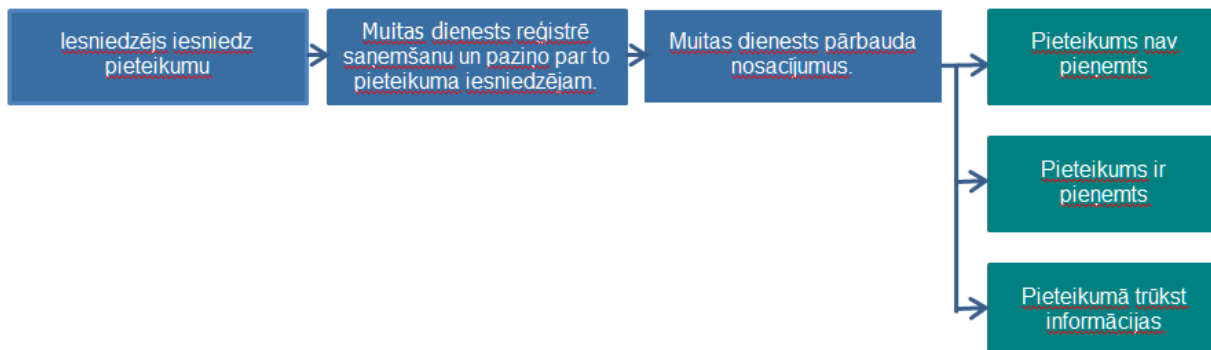 Iesniedzējs iesniedz
pieteikumu
Muitas dienests reģistrē
saņemšanu un paziņo par to
pieteikuma iesniedzējam.
Muitas dienests pārbauda
nosacījumus.
Pieteikums nav
pieņemts
Pieteikums ir
pieņemts
Pieteikumā trūkst
informācijas